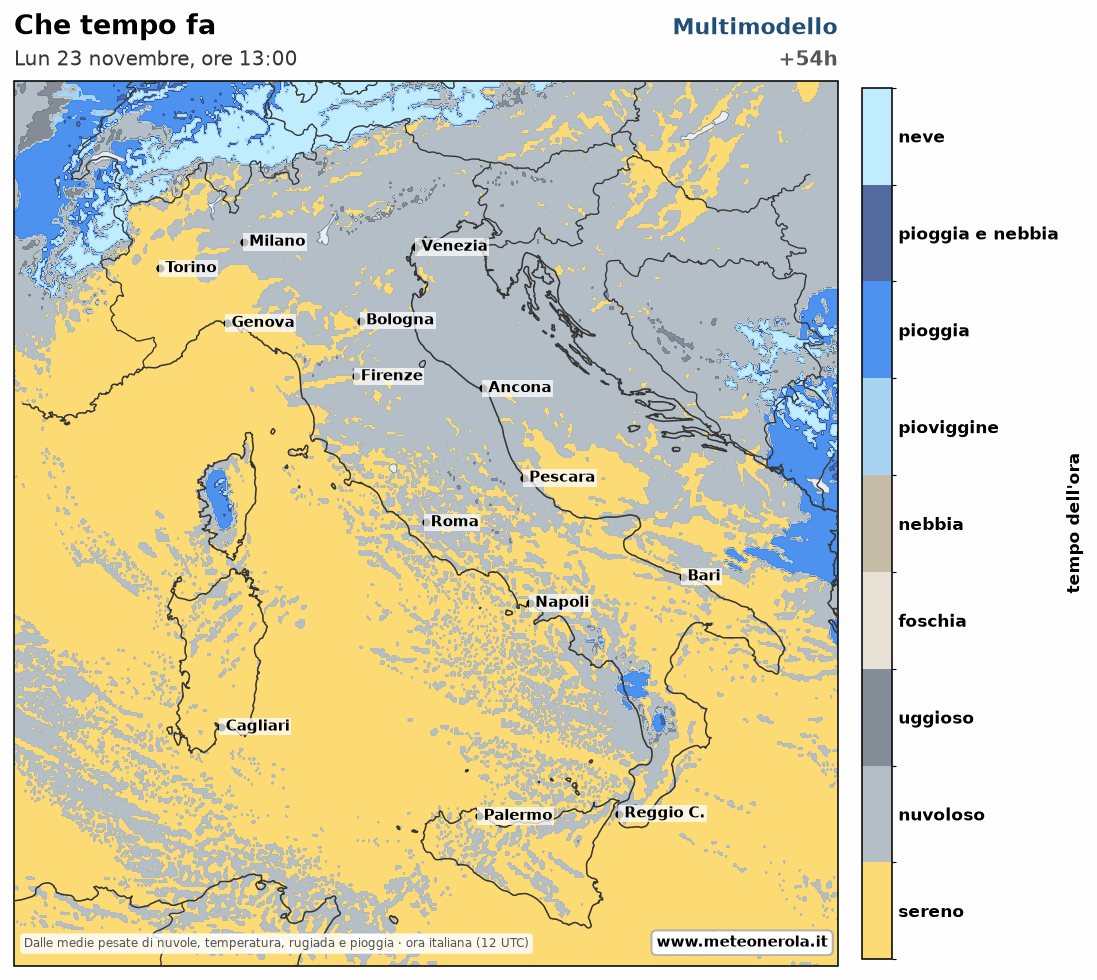 Che tempo fa
Multimodello
Lun 23 novembre, ore 13:00
+54h
neve
pioggia e nebbia
pioggia
pioviggine
nebbia
foschia
uggioso
nuvoloso
sereno
tempo dell'ora
Milano
Venezia
Torino
Genova
Bologna
Firenze
Ancona
Pescara
Roma
Bari
Napoli
Cagliari
Palermo
Reggio C.
Dalle medie pesate di nuvole, temperatura, rugiada e pioggia · ora italiana (12 UTC)
www.meteonerola.it